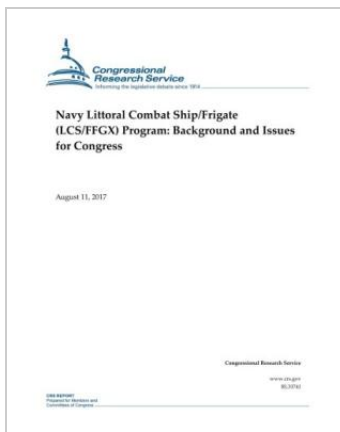 Congressional
Research Service
Informing the legislative debate since 1914
Navy Littoral Combat Ship/Frigate
(LCS/FFGX) Program: Background and Issues
for Congress
August 11, 2017
Congressional Research Service
www.crs.gov
RL33741
CRS REPORT
Prepared for Members and
Committees of Congress